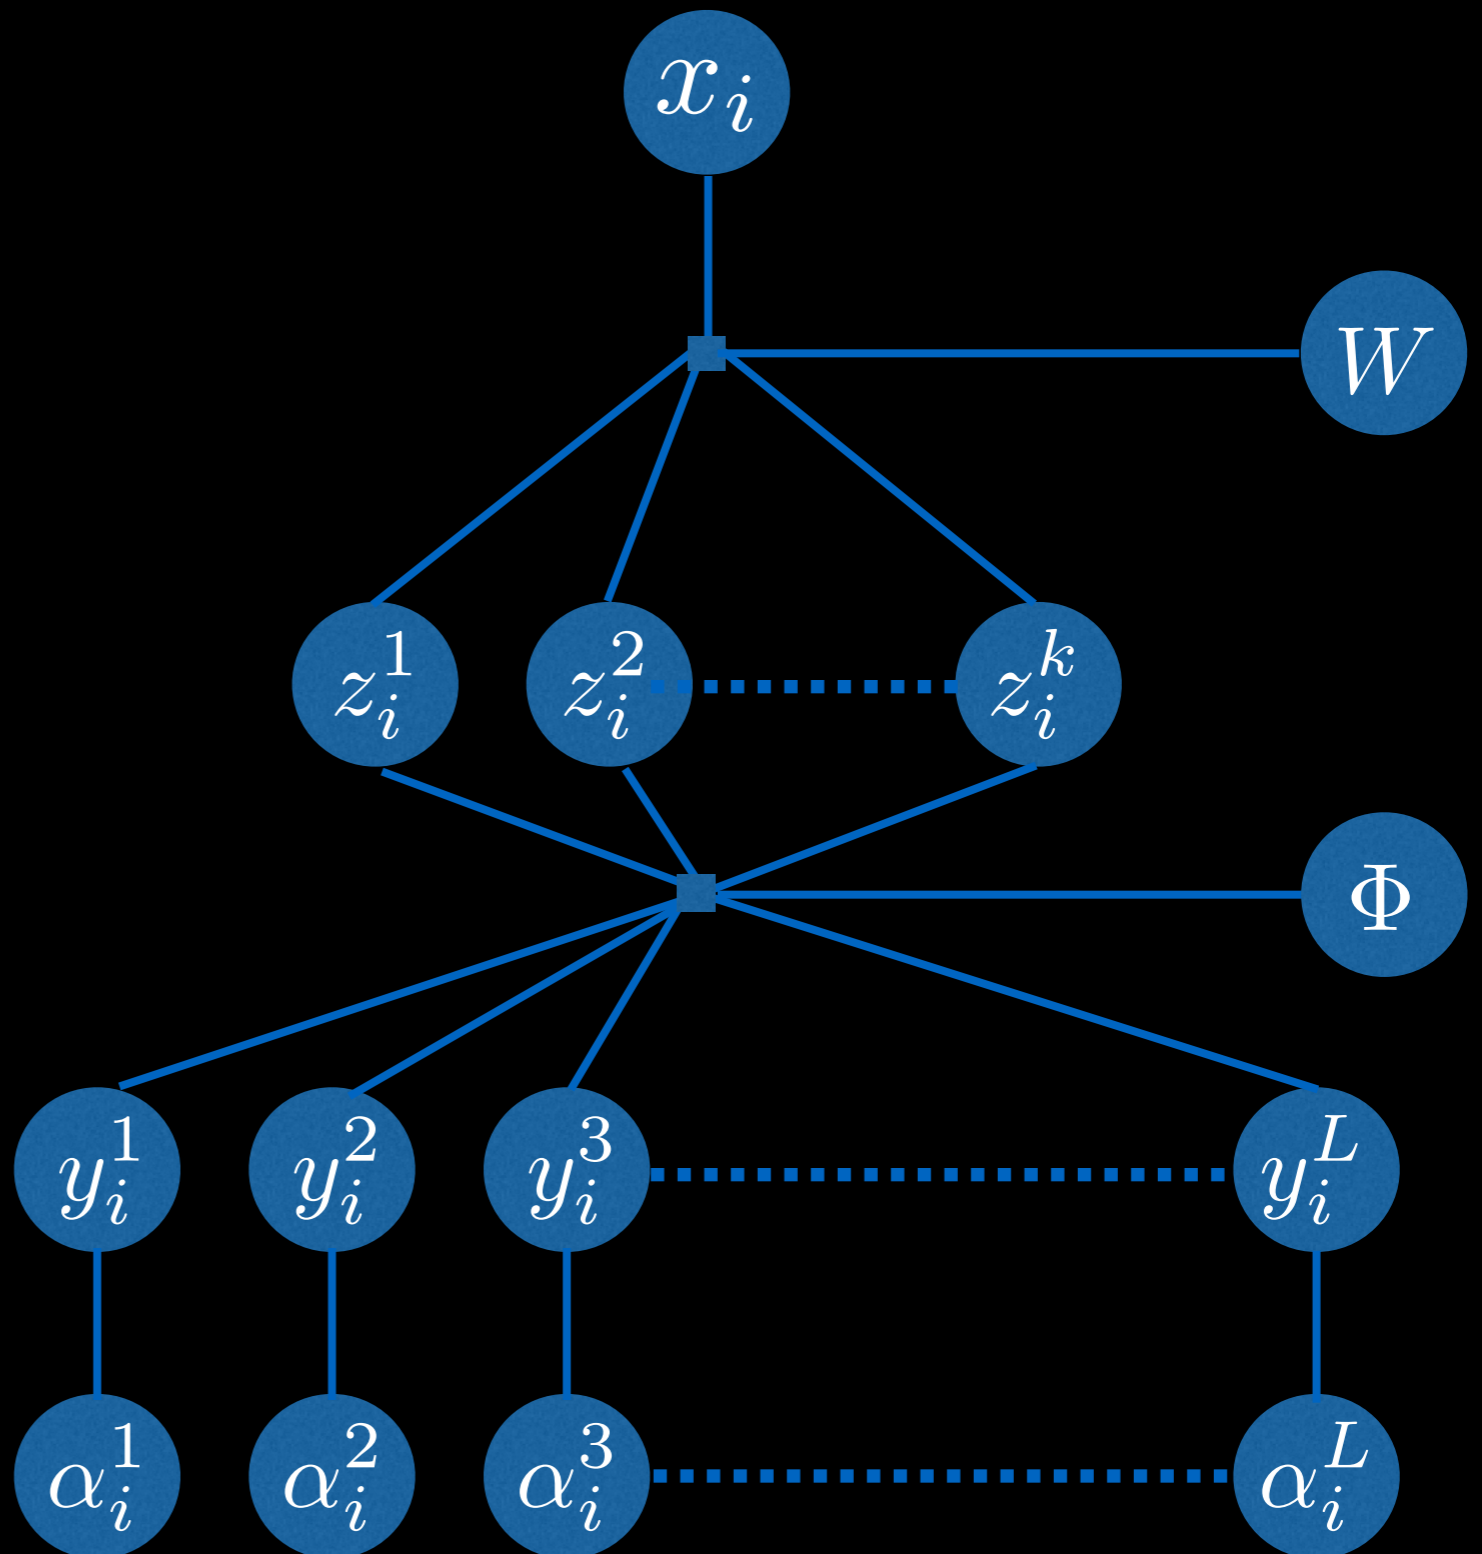 x_i
W
z_i^1 z_i^2 z_i^k
Φ
y_i^1 y_i^2 y_i^3 y_i^L
α_i^1 α_i^2 α_i^3 α_i^L